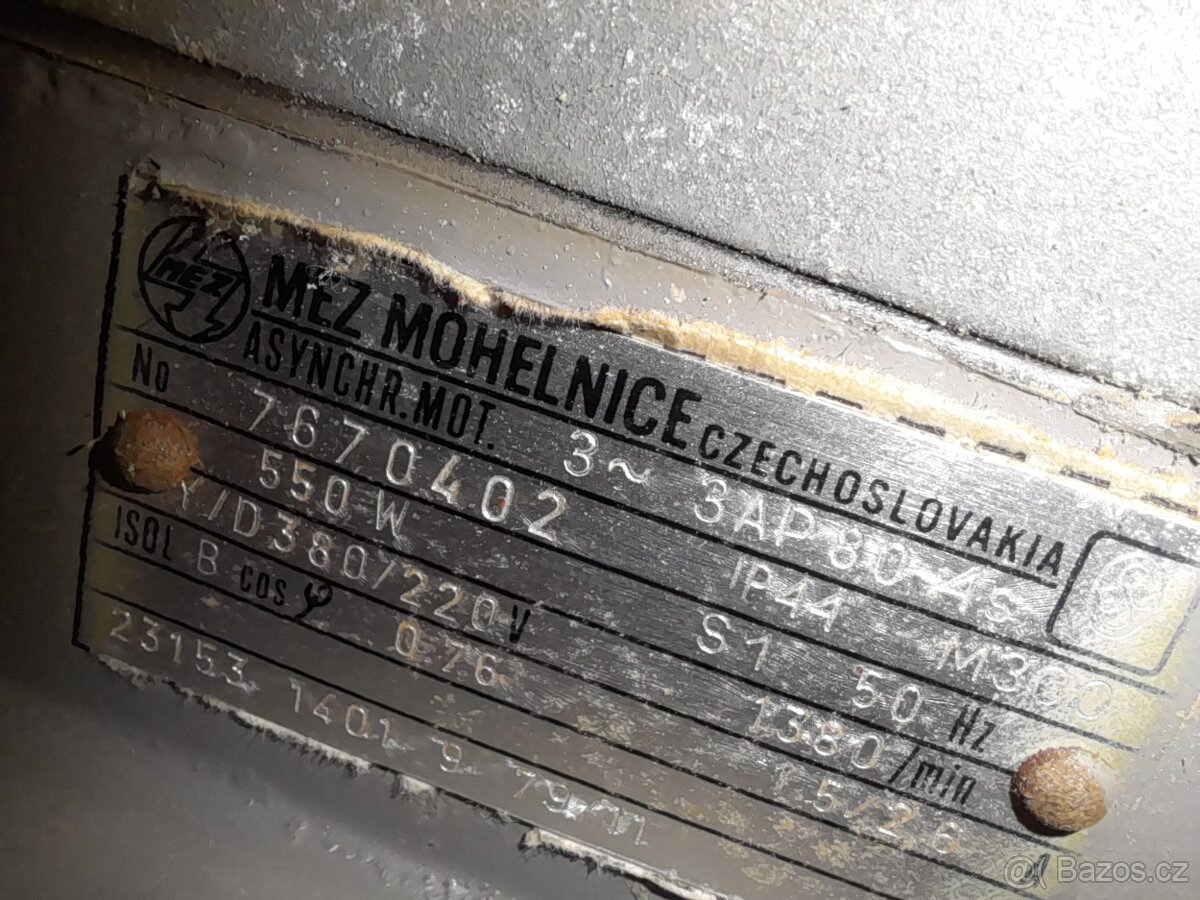 MEZ
MEZ MOHELNICE CZECHOSLOVAKIA
ASYNCHR. MOT. 3~ 3AP 80-4s
No 7670402 IP44 M300
550 W S1 50 Hz
Y/D 380/220 V 1380 /min
ISOL B cos φ 0.76 1.5/2.6
23153 1401 9 79
Bazos.cz